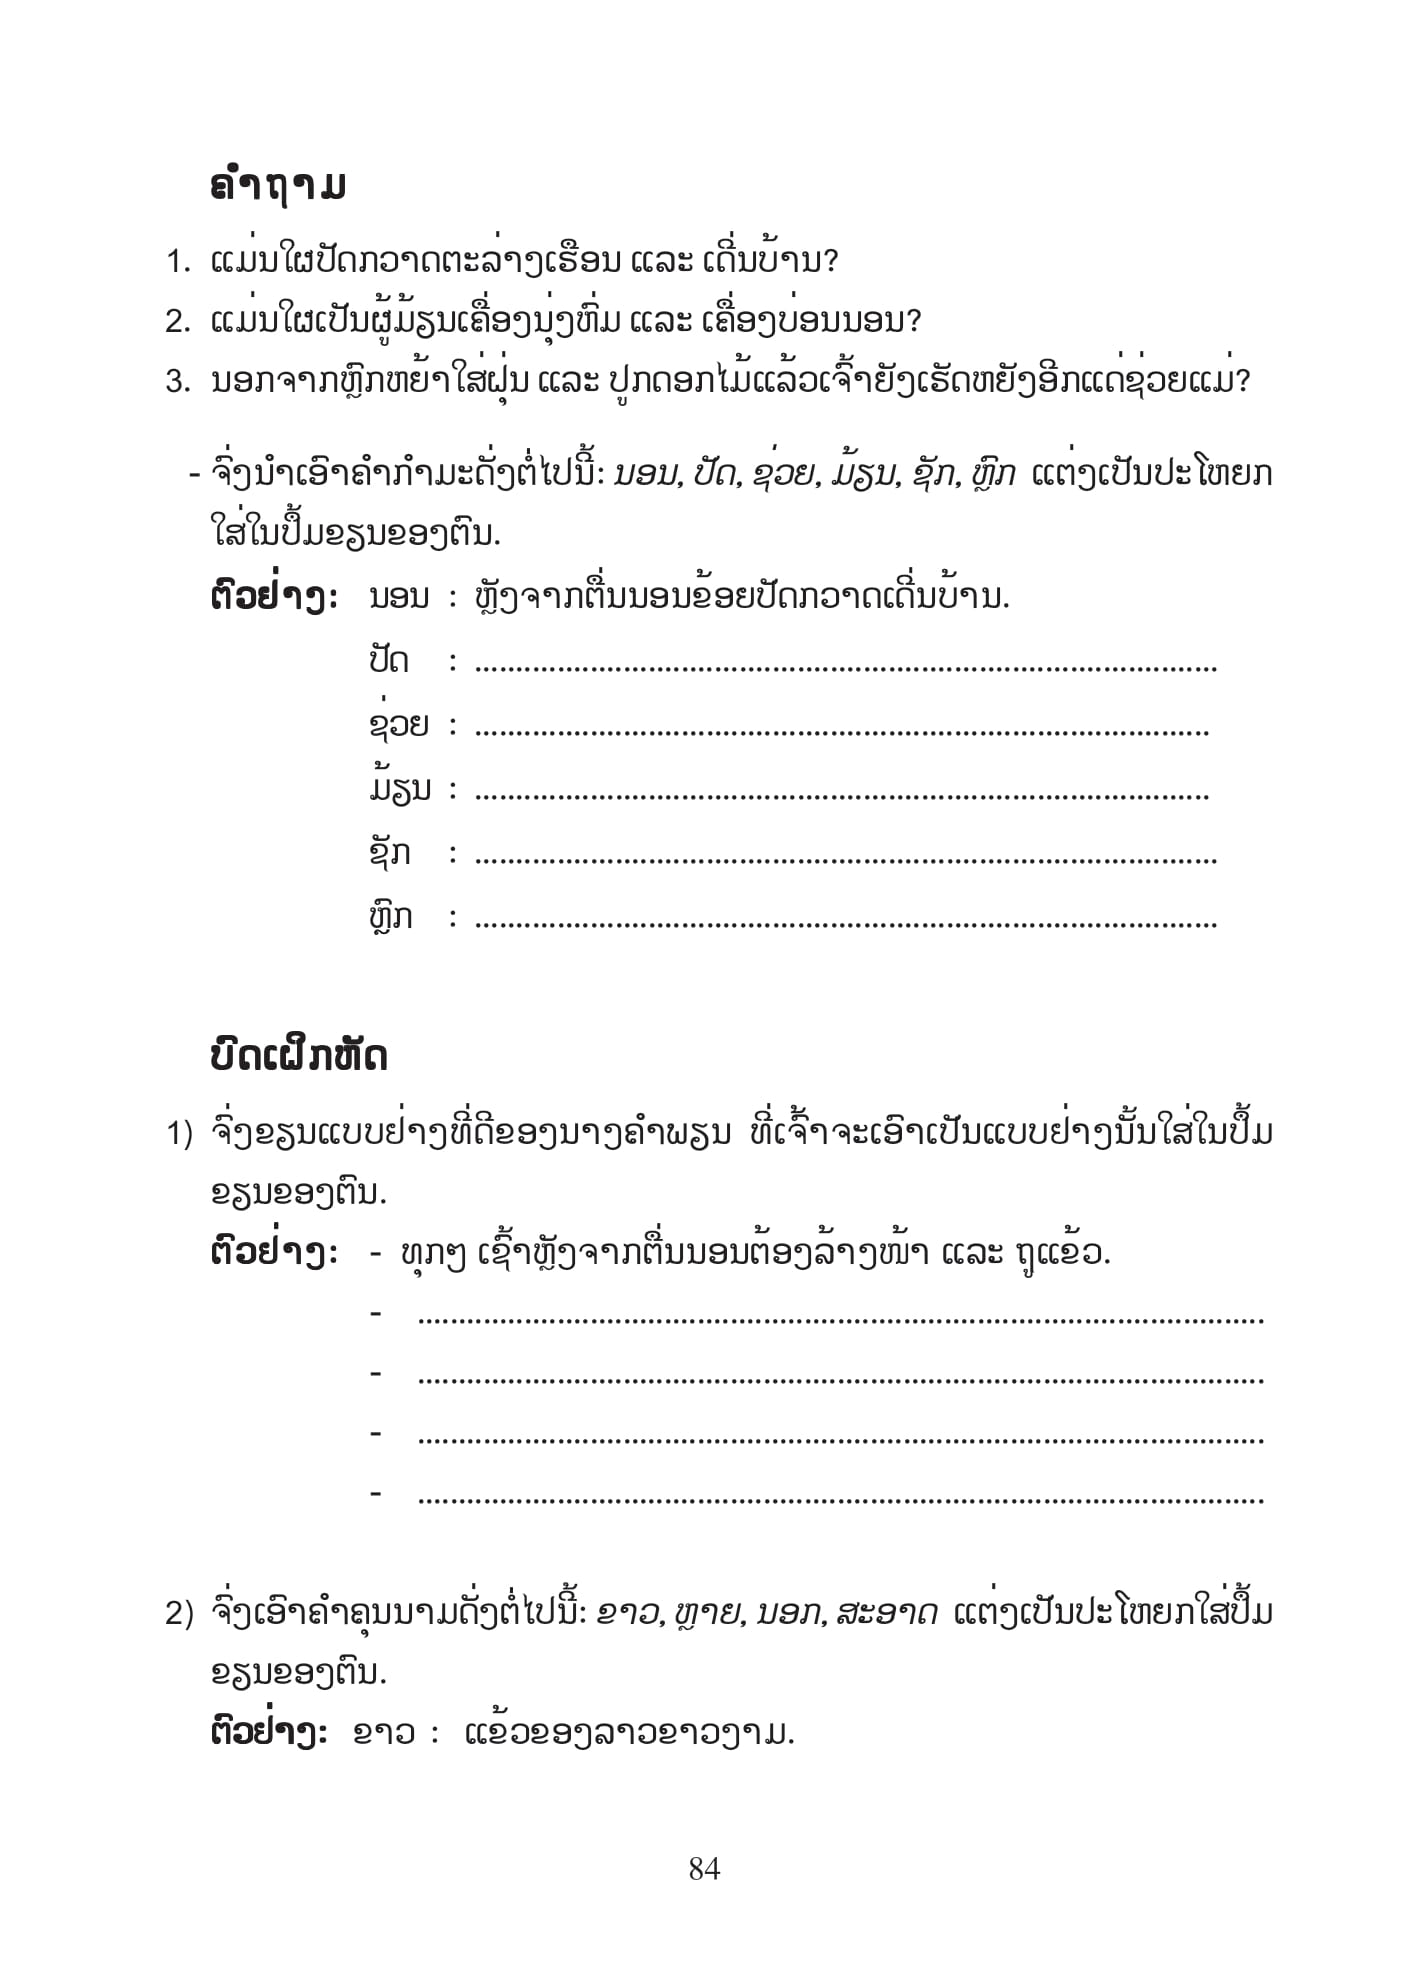 ຄຳຖາມ
1. ແມ່ນໃຜປັດກວາດຕະລ່າງເຮືອນ ແລະ ເດີ່ນບ້ານ?
2. ແມ່ນໃຜເປັນຜູ້ມ້ຽນເຄື່ອງນຸ່ງຫົ່ມ ແລະ ເຄື່ອງບ່ອນນອນ?
3. ນອກຈາກຫຼົກຫຍ້າໃສ່ຝຸ່ນ ແລະ ປູກດອກໄມ້ແລ້ວເຈົ້າຍັງເຮັດຫຍັງອີກແດ່ຊ່ວຍແມ່?
- ຈົ່ງນຳເອົາຄຳກຳມະດັ່ງຕໍ່ໄປນີ້: ນອນ, ປັດ, ຊ່ວຍ, ມ້ຽນ, ຊັກ, ຫຼົກ ແຕ່ງເປັນປະໂຫຍກ
ໃສ່ໃນປຶ້ມຂຽນຂອງຕົນ.
ຕົວຢ່າງ: ນອນ : ຫຼັງຈາກຕື່ນນອນຂ້ອຍປັດກວາດເດີ່ນບ້ານ.
ປັດ : ..........................................................................................
ຊ່ວຍ : .........................................................................................
ມ້ຽນ : .........................................................................................
ຊັກ : ..........................................................................................
ຫຼົກ : ..........................................................................................
ບົດເຝິກຫັດ
1) ຈົ່ງຂຽນແບບຢ່າງທີ່ດີຂອງນາງຄຳພຽນ ທີ່ເຈົ້າຈະເອົາເປັນແບບຢ່າງນັ້ນໃສ່ໃນປຶ້ມ
ຂຽນຂອງຕົນ.
ຕົວຢ່າງ: - ທຸກໆ ເຊົ້າຫຼັງຈາກຕື່ນນອນຕ້ອງລ້າງໜ້າ ແລະ ຖູແຂ້ວ.
- .......................................................................................................
- .......................................................................................................
- .......................................................................................................
- .......................................................................................................
2) ຈົ່ງເອົາຄຳຄຸນນາມດັ່ງຕໍ່ໄປນີ້: ຂາວ, ຫຼາຍ, ນອກ, ສະອາດ ແຕ່ງເປັນປະໂຫຍກໃສ່ປຶ້ມ
ຂຽນຂອງຕົນ.
ຕົວຢ່າງ: ຂາວ : ແຂ້ວຂອງລາວຂາວງາມ.
84